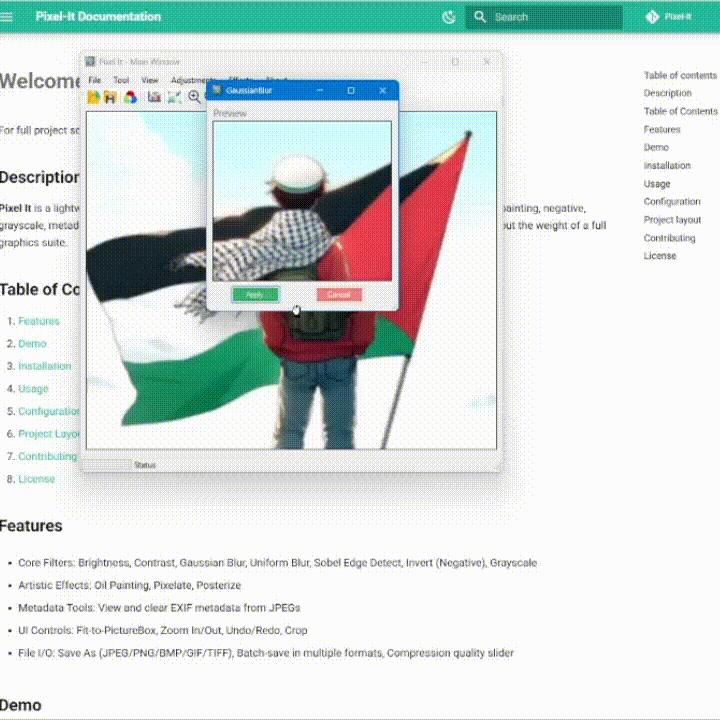 Pixel-It Documentation
Search
Pixel-It
Pixel It - Main Window
File Tool View Adjustments Effects About
GaussianBlur
Preview
Apply
Cancel
Status
Welcome
For full project
Description
Pixel It is a
painting, negative,
grayscale,
out the weight of a full
graphics suite.
Table of
1. Features
2. Demo
3. Installation
4. Usage
5. Configuration
6. Project
7. Contributing
8. License
Features
• Core Filters: Brightness, Contrast, Gaussian Blur, Uniform Blur, Sobel Edge Detect, Invert (Negative), Grayscale
• Artistic Effects: Oil Painting, Pixelate, Posterize
• Metadata Tools: View and clear EXIF metadata from JPEGs
• UI Controls: Fit-to-PictureBox, Zoom In/Out, Undo/Redo, Crop
• File I/O: Save As (JPEG/PNG/BMP/GIF/TIFF), Batch-save in multiple formats, Compression quality slider
Demo
Table of contents
Description
Table of Contents
Features
Demo
Installation
Usage
Configuration
Project layout
Contributing
License